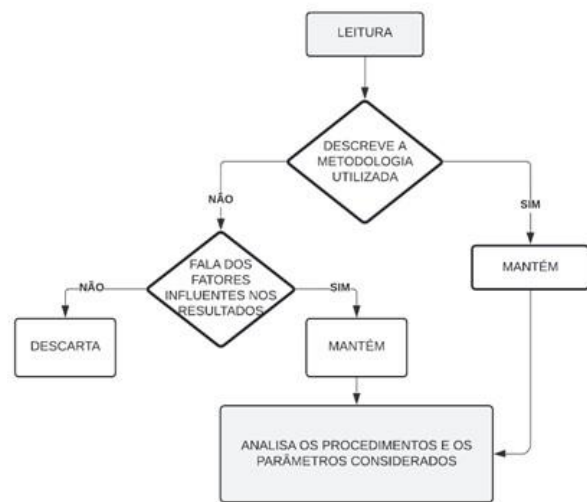 LEITURA
DESCREVE A
METODOLOGIA
UTILIZADA
NÃO
SIM
MANTÉM
FALA DOS
FATORES
INFLUENTES NOS
RESULTADOS
NÃO
SIM
DESCARTA
MANTÉM
ANALISA OS PROCEDIMENTOS E OS
PARÂMETROS CONSIDERADOS